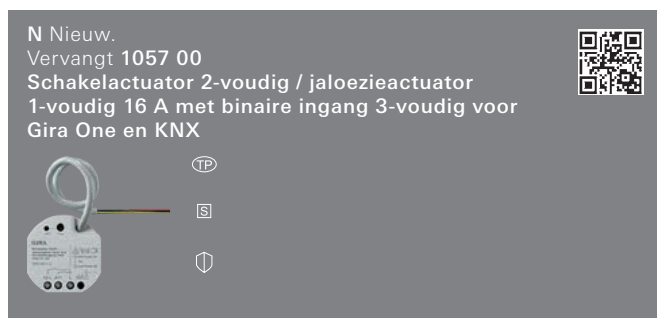 N Nieuw.
Vervangt 1057 00
Schakelactuator 2-voudig / jaloezieactuator
1-voudig 16 A met binaire ingang 3-voudig voor
Gira One en KNX
TP
S
GIRA